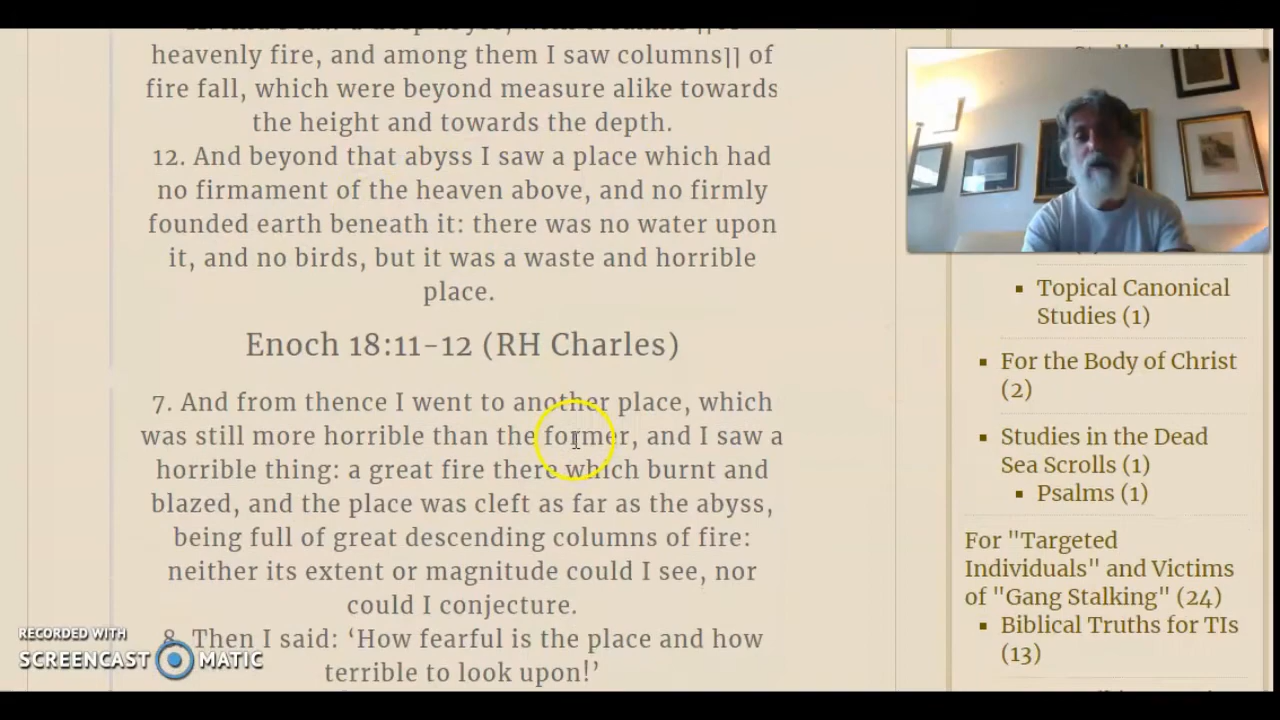 heavenly fire, and among them I saw columns]] of
fire fall, which were beyond measure alike towards
the height and towards the depth.
12. And beyond that abyss I saw a place which had
no firmament of the heaven above, and no firmly
founded earth beneath it: there was no water upon
it, and no birds, but it was a waste and horrible
place.
Enoch 18:11-12 (RH Charles)
7. And from thence I went to another place, which
was still more horrible than the former, and I saw a
horrible thing: a great fire there which burnt and
blazed, and the place was cleft as far as the abyss,
being full of great descending columns of fire:
neither its extent or magnitude could I see, nor
could I conjecture.
8. Then I said: ‘How fearful is the place and how
terrible to look upon!’
Topical Canonical
Studies (1)
For the Body of Christ
(2)
Studies in the Dead
Sea Scrolls (1)
Psalms (1)
For "Targeted
Individuals" and Victims
of "Gang Stalking" (24)
Biblical Truths for TIs
(13)
RECORDED WITH
SCREENCAST MATIC